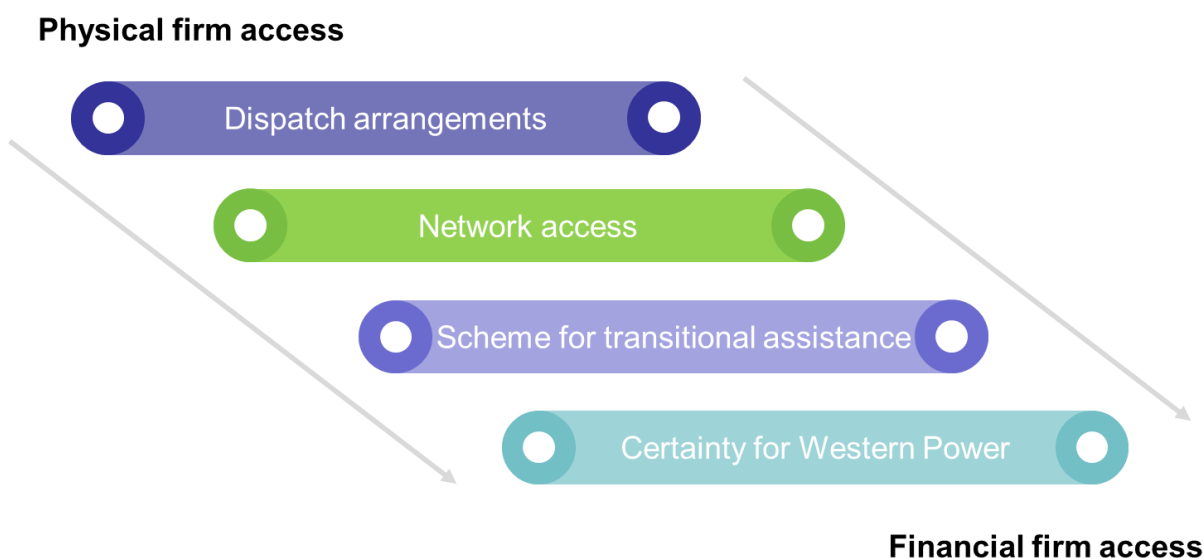 Physical firm access
Dispatch arrangements
Network access
Scheme for transitional assistance
Certainty for Western Power
Financial firm access